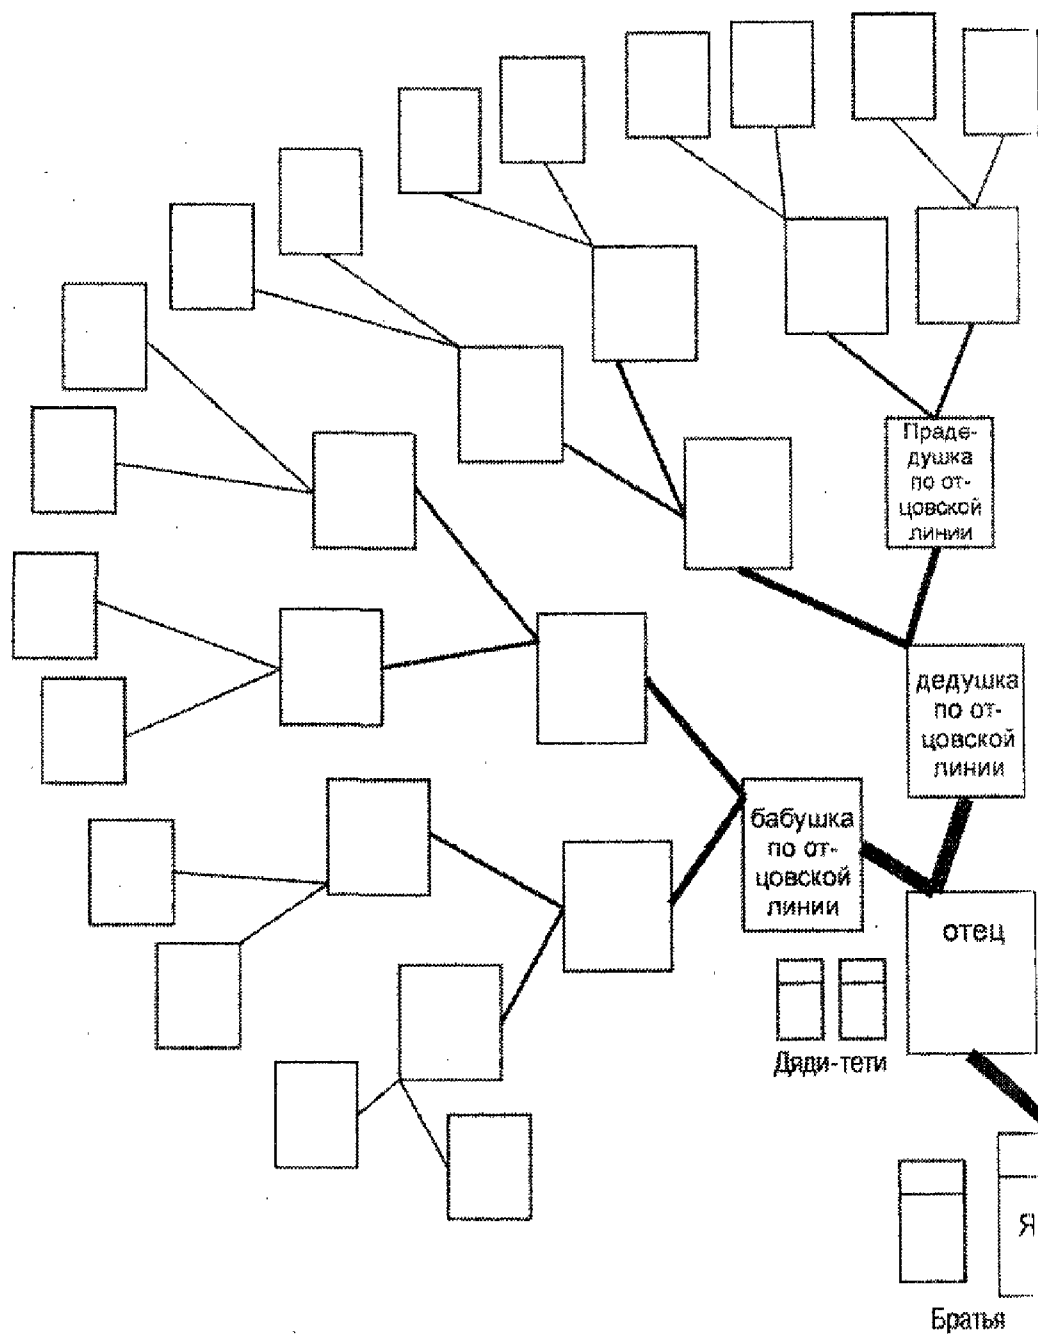 Праде-
душка
по от-
цовской
линии
дедушка
по от-
цовской
линии
бабушка
по от-
цовской
линии
отец
Дяди-тети
Я
Братья